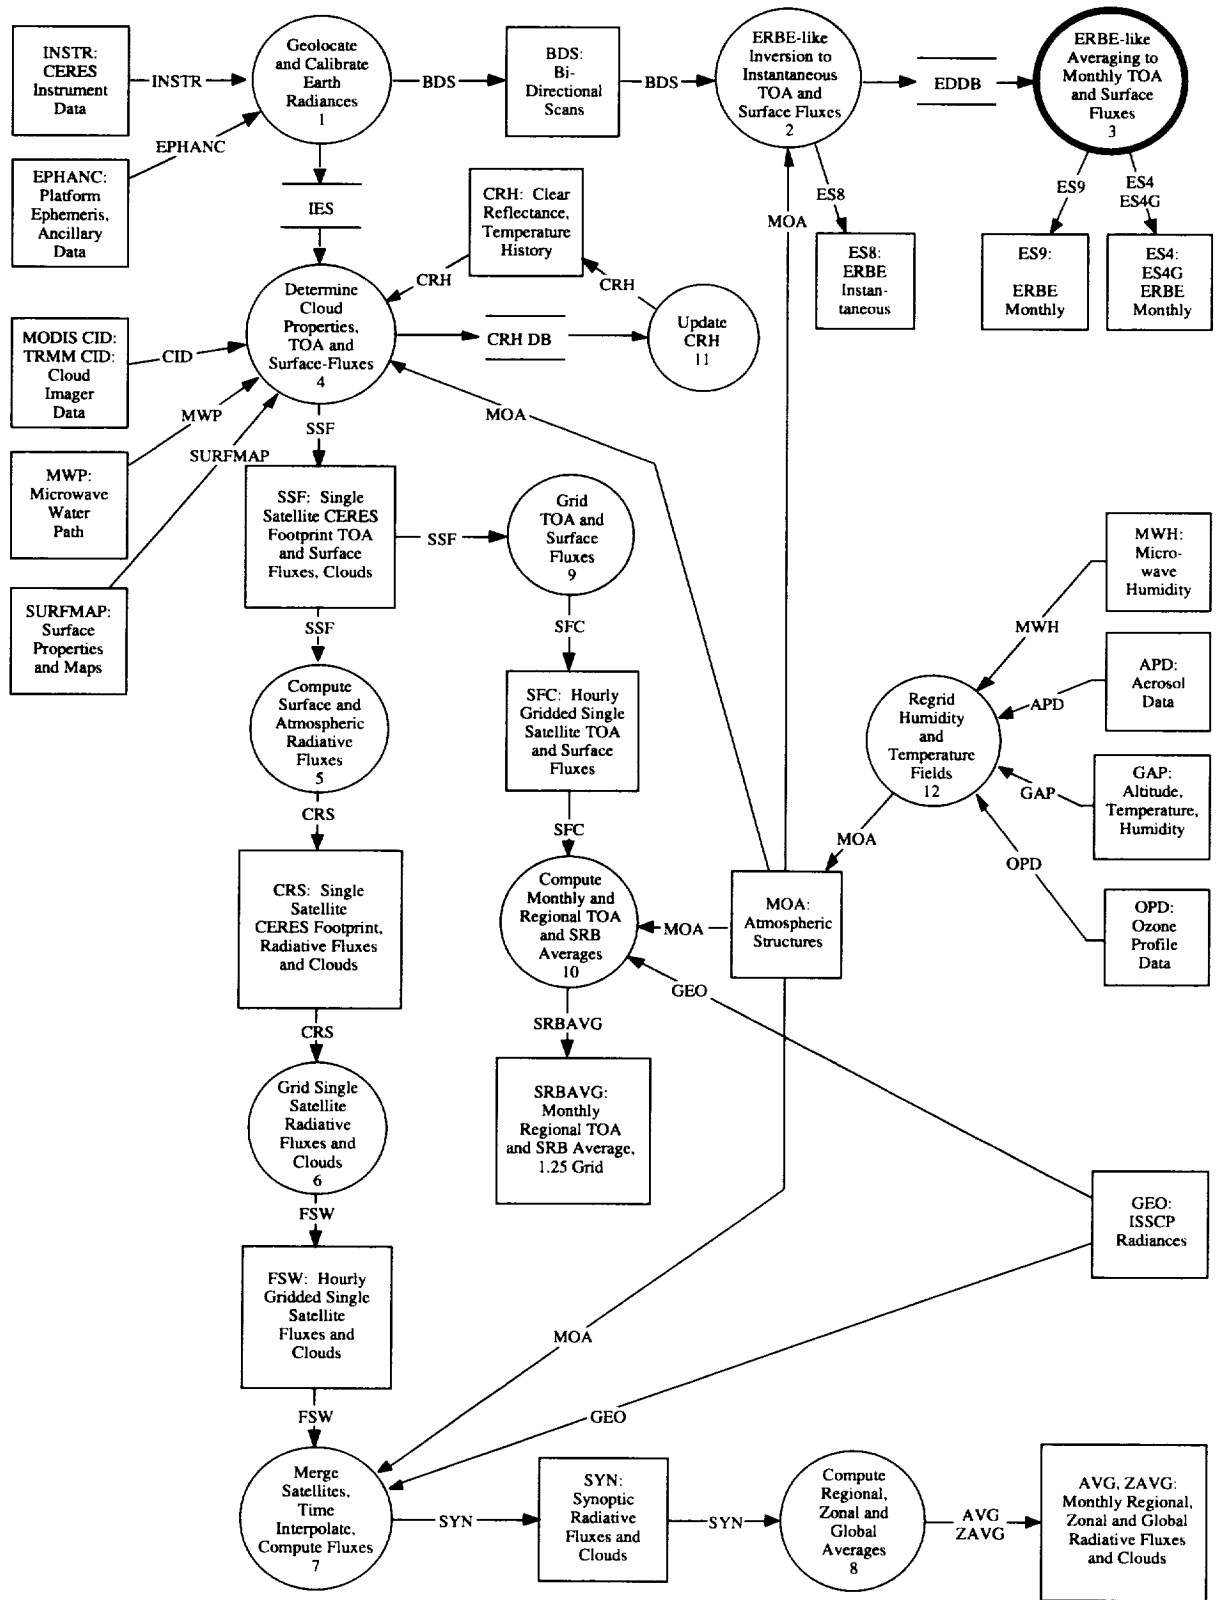 INSTR:
CERES
Instrument
Data
INSTR
Geolocate
and Calibrate
Earth
Radiances
1
BDS
BDS:
Bi-
Directional
Scans
BDS
ERBE-like
Inversion to
Instantaneous
TOA and
Surface Fluxes
2
EDDB
ERBE-like
Averaging to
Monthly TOA
and Surface
Fluxes
3
EPHANC
EPHANC:
Platform
Ephemeris,
Ancillary
Data
IES
CRH: Clear
Reflectance,
Temperature
History
MOA
ES8
ES9
ES4
ES4G
ES8:
ERBE
Instan-
taneous
ES9:
ERBE
Monthly
ES4:
ES4G
ERBE
Monthly
CRH
CRH
Determine
Cloud
Properties,
TOA and
Surface-Fluxes
4
CRH DB
Update
CRH
11
MODIS CID:
TRMM CID:
Cloud
Imager
Data
CID
MWP
MOA
SSF
SURFMAP
MWP:
Microwave
Water
Path
SSF: Single
Satellite CERES
Footprint TOA
and Surface
Fluxes, Clouds
SSF
Grid
TOA and
Surface
Fluxes
9
MWH:
Micro-
wave
Humidity
SURFMAP:
Surface
Properties
and Maps
SSF
SFC
MWH
Compute
Surface and
Atmospheric
Radiative
Fluxes
5
SFC: Hourly
Gridded Single
Satellite TOA
and Surface
Fluxes
Regrid
Humidity
and
Temperature
Fields
12
APD
APD:
Aerosol
Data
GAP
GAP:
Altitude,
Temperature,
Humidity
CRS
SFC
MOA
OPD
CRS: Single
Satellite
CERES Footprint,
Radiative Fluxes
and Clouds
Compute
Monthly and
Regional TOA
and SRB
Averages
10
MOA
MOA:
Atmospheric
Structures
OPD:
Ozone
Profile
Data
GEO
CRS
SRBAVG
Grid Single
Satellite
Radiative
Fluxes and
Clouds
6
SRBAVG:
Monthly
Regional TOA
and SRB Average,
1.25 Grid
GEO:
ISSCP
Radiances
FSW
FSW: Hourly
Gridded Single
Satellite
Fluxes and
Clouds
MOA
FSW
GEO
Merge
Satellites,
Time
Interpolate,
Compute Fluxes
7
SYN
SYN:
Synoptic
Radiative
Fluxes and
Clouds
SYN
Compute
Regional,
Zonal and
Global
Averages
8
AVG
ZAVG
AVG, ZAVG:
Monthly Regional,
Zonal and Global
Radiative Fluxes
and Clouds